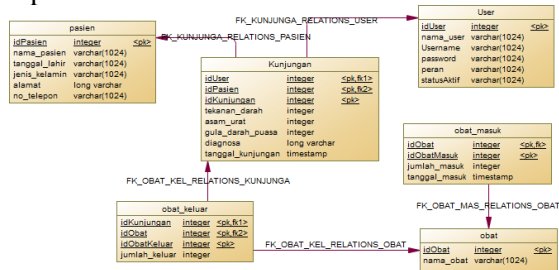 FK_KUNJUNGA_RELATIONS_USER
pasien
idPasien integer <pk>
nama_pasien varchar(1024)
tanggal_lahir varchar(1024)
jenis_kelamin varchar(1024)
alamat long varchar
no_telepon varchar(1024)
FK_KUNJUNGA_RELATIONS_PASIEN
User
idUser integer <pk>
nama_user varchar(1024)
Username varchar(1024)
password varchar(1024)
peran varchar(1024)
statusAktif varchar(1024)
Kunjungan
idUser integer <pk,fk1>
idPasien integer <pk,fk2>
idKunjungan integer <pk>
tekanan_darah integer
asam_urat integer
gula_darah_puasa integer
diagnosa long varchar
tanggal_kunjungan timestamp
obat_masuk
idObat integer <pk,fk>
idObatMasuk integer <pk>
jumlah_masuk integer
tanggal_masuk timestamp
FK_OBAT_KEL_RELATIONS_KUNJUNGA
FK_OBAT_MAS_RELATIONS_OBAT
obat_keluar
idKunjungan integer <pk,fk1>
idObat integer <pk,fk2>
idObatKeluar integer <pk>
jumlah_keluar integer
FK_OBAT_KEL_RELATIONS_OBAT
obat
idObat integer <pk>
nama_obat varchar(1024)